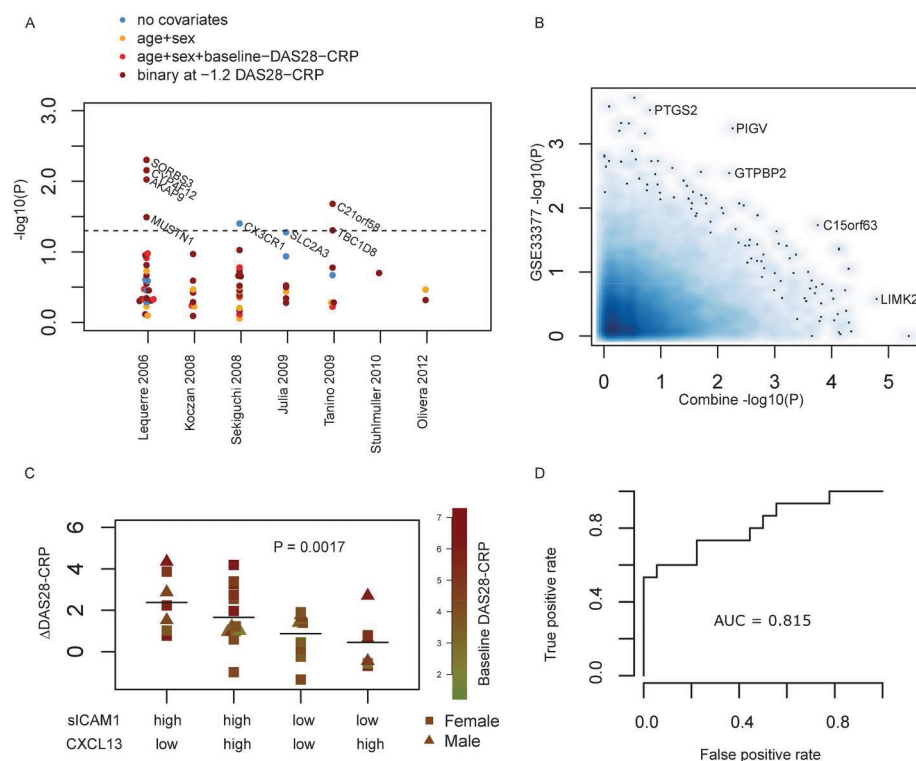 A
no covariates
age+sex
age+sex+baseline−DAS28−CRP
binary at −1.2 DAS28−CRP
-log10(P)
3.0
2.0
1.0
0.0
SORBS3
CYP4F12
AKAP9
MUSTN1
CX3CR1
SLC2A3
C21orf58
TBC1D8
Lequerre 2006
Koczan 2008
Sekiguchi 2008
Julia 2009
Tanino 2009
Stuhlmuller 2010
Olivera 2012
B
GSE33377 -log10(P)
3
2
1
0
PTGS2
PIGV
GTPBP2
C15orf63
LIMK2
0 1 2 3 4 5
Combine -log10(P)
C
ΔDAS28-CRP
6
4
2
0
P = 0.0017
7
6
5
4
3
2
Baseline DAS28-CRP
sICAM1 high high low low
CXCL13 low high low high
Female
Male
D
True positive rate
0.8
0.4
0.0
AUC = 0.815
0.0 0.4 0.8
False positive rate